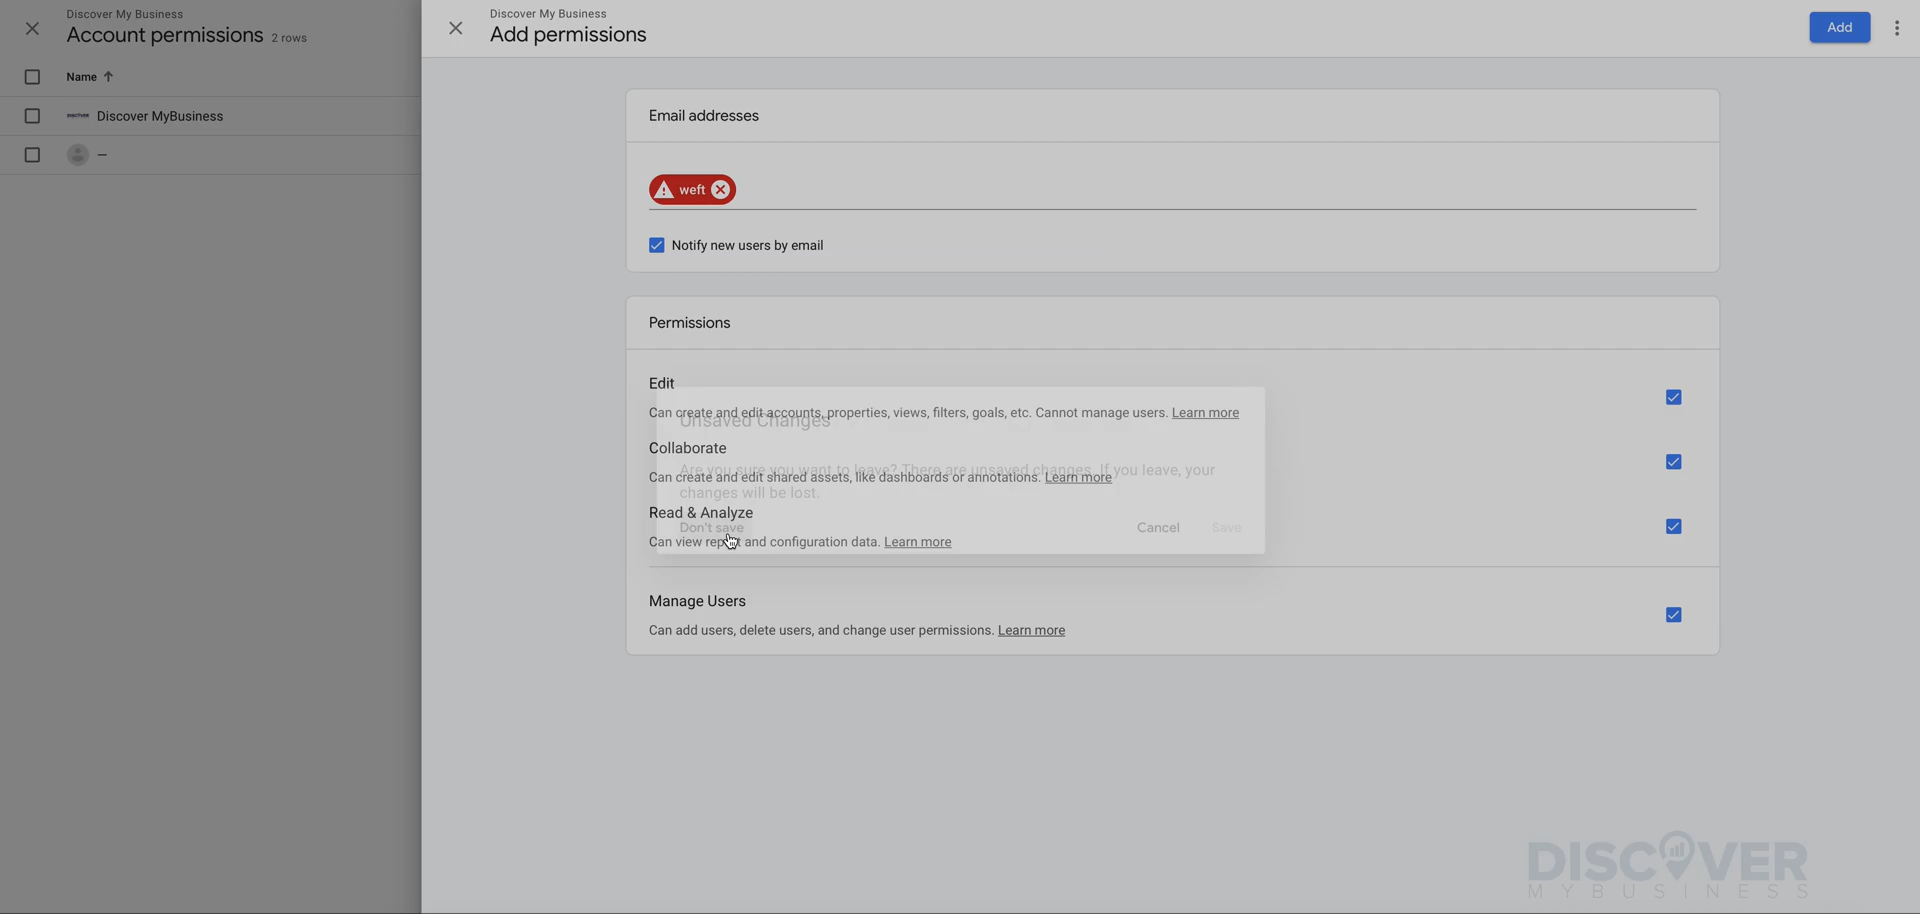 Discover My Business
Account permissions 2 rows
Name
Discover MyBusiness
–
Discover My Business
Add permissions
Add
Email addresses
weft
Notify new users by email
Permissions
Edit
Can create and edit accounts, properties, views, filters, goals, etc. Cannot manage users. Learn more
Unsaved Changes
Collaborate
Are you sure you want to leave? There are unsaved changes. If you leave, your
Can create and edit shared assets, like dashboards or annotations. Learn more
changes will be lost.
Read & Analyze
Don't save Cancel Save
Can view report and configuration data. Learn more
Manage Users
Can add users, delete users, and change user permissions. Learn more
DISCOVER
MYBUSINESS